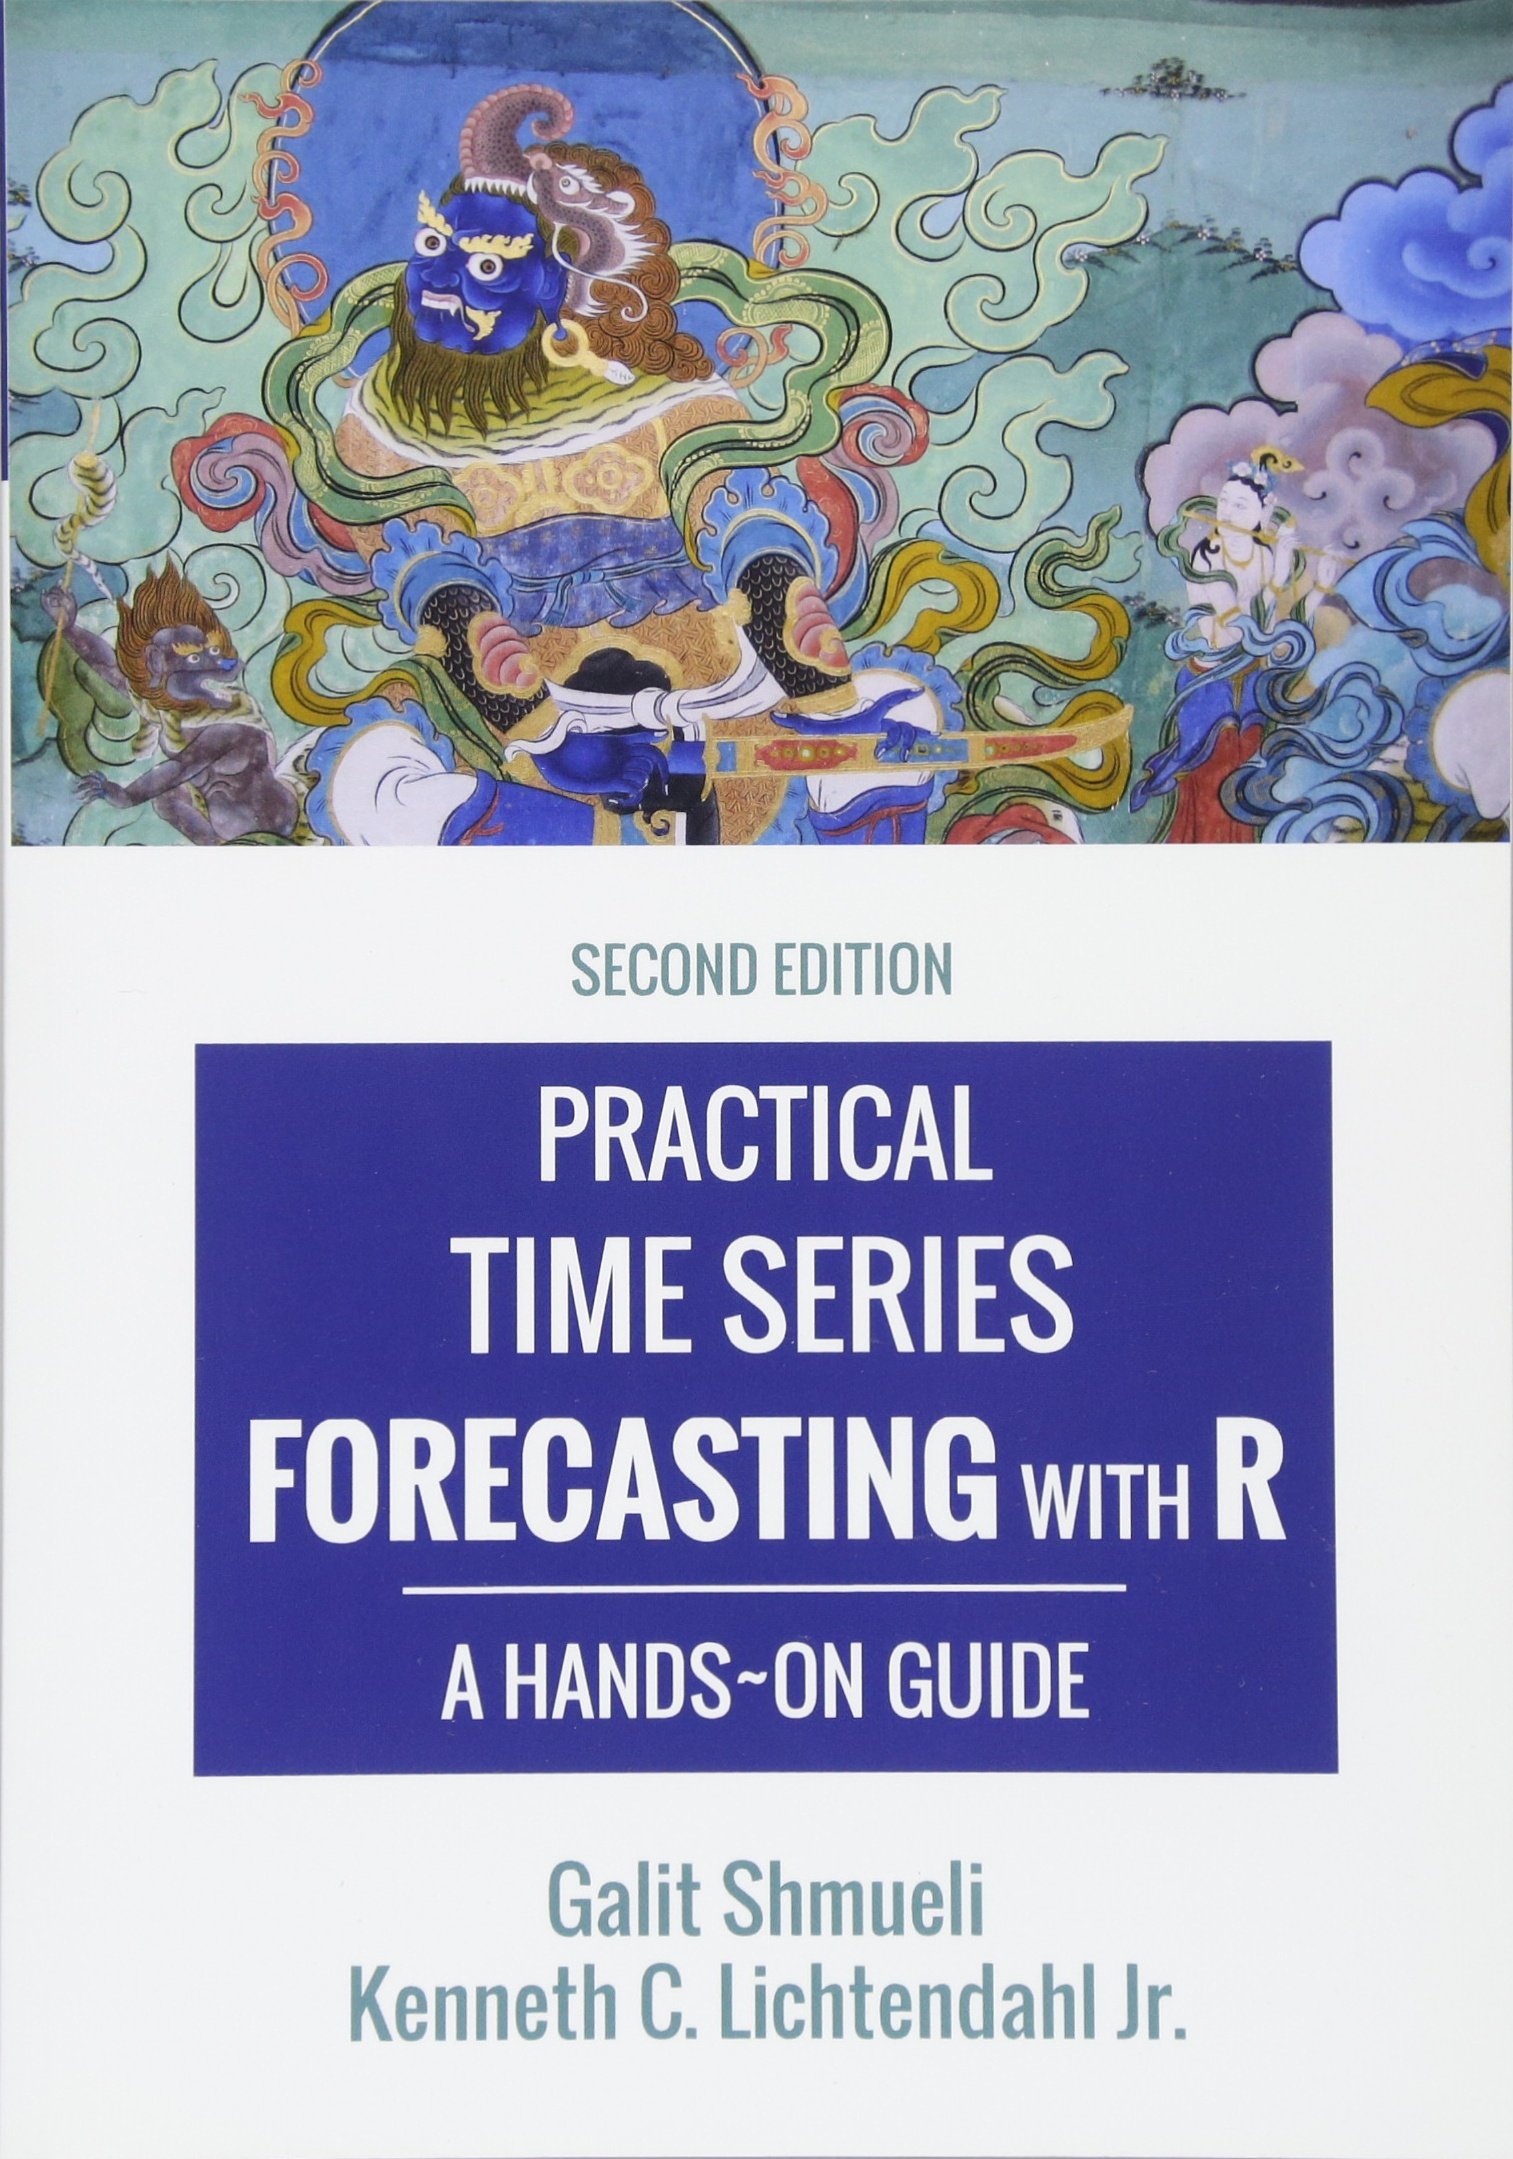 SECOND EDITION
PRACTICAL
TIME SERIES
FORECASTING WITH R
A HANDS~ON GUIDE
Galit Shmueli
Kenneth C. Lichtendahl Jr.